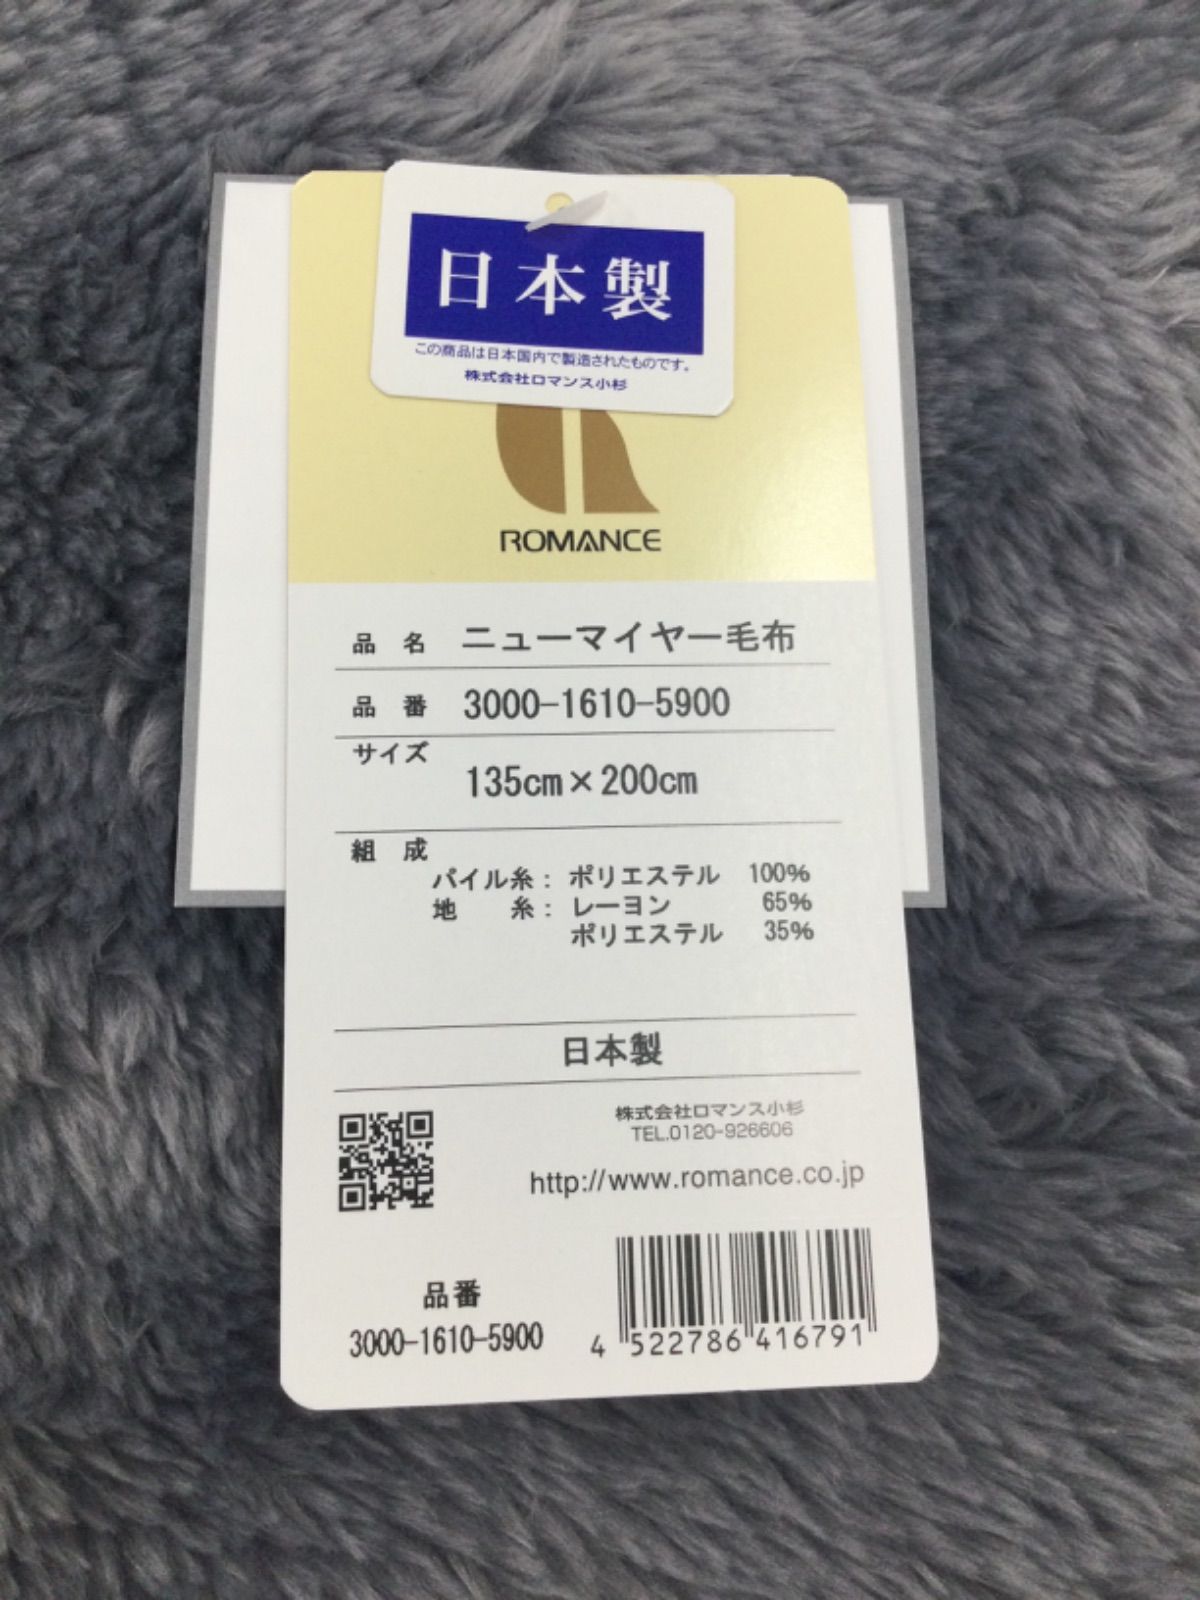 日本製
この商品は日本国内で製造されたものです。
株式会社ロマンス小杉
ROMANCE
品 名 ニューマイヤー毛布
品 番 3000-1610-5900
サイズ
135cm×200cm
組 成
パイル糸： ポリエステル 100%
地 糸： レーヨン 65%
ポリエステル 35%
日本製
株式会社ロマンス小杉
TEL.0120-926606
http://www.romance.co.jp
品番
3000-1610-5900
4 522786 416791